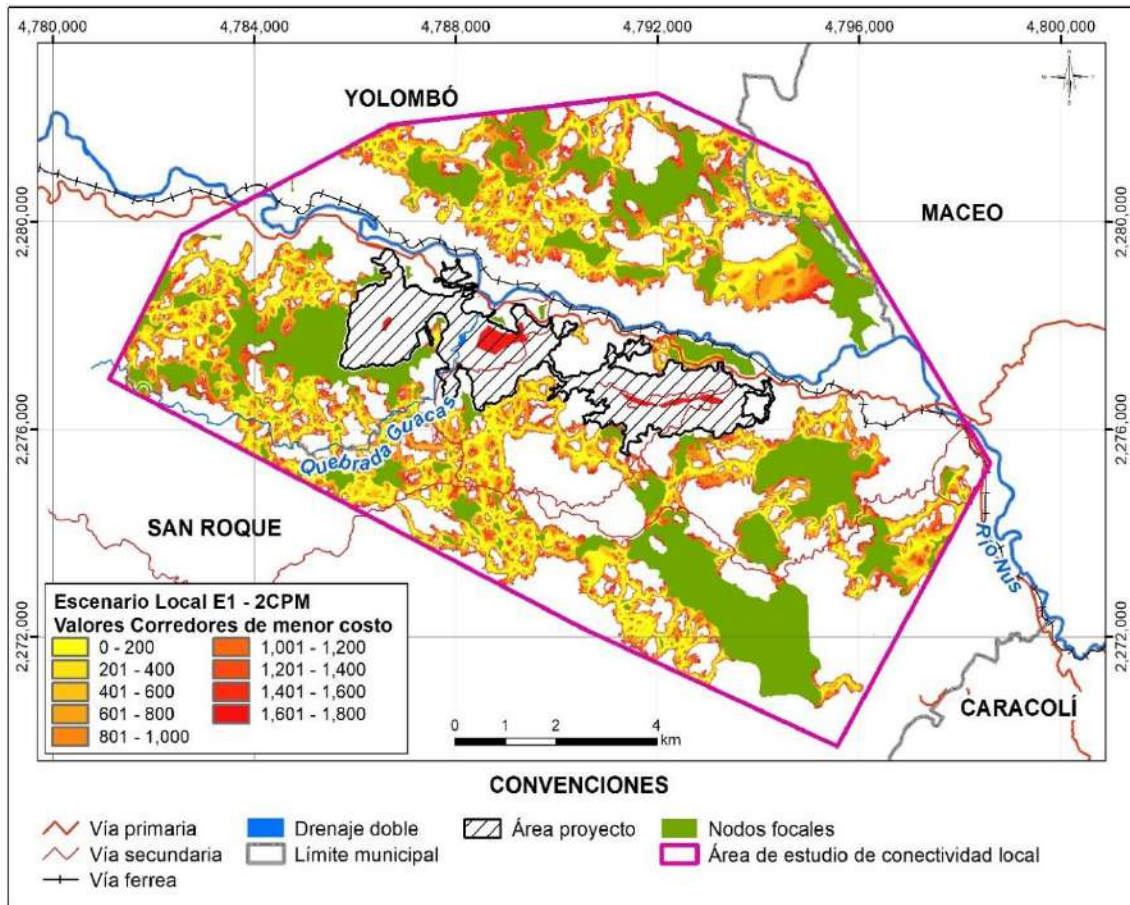 4,780,000 4,784,000 4,788,000 4,792,000 4,796,000 4,800,000
YOLOMBÓ
MACEO
2,280,000 2,280,000
2,276,000 2,276,000
Quebrada Guacas
SAN ROQUE
Río Nus
2,272,000 2,272,000
CARACOLÍ
Escenario Local E1 - 2CPM
Valores Corredores de menor costo
0 - 200 1,001 - 1,200
201 - 400 1,201 - 1,400
401 - 600 1,401 - 1,600
601 - 800 1,601 - 1,800
801 - 1,000
0 1 2 4
km
CONVENCIONES
Vía primaria Drenaje doble Área proyecto Nodos focales
Vía secundaria Límite municipal Área de estudio de conectividad local
Vía ferrea